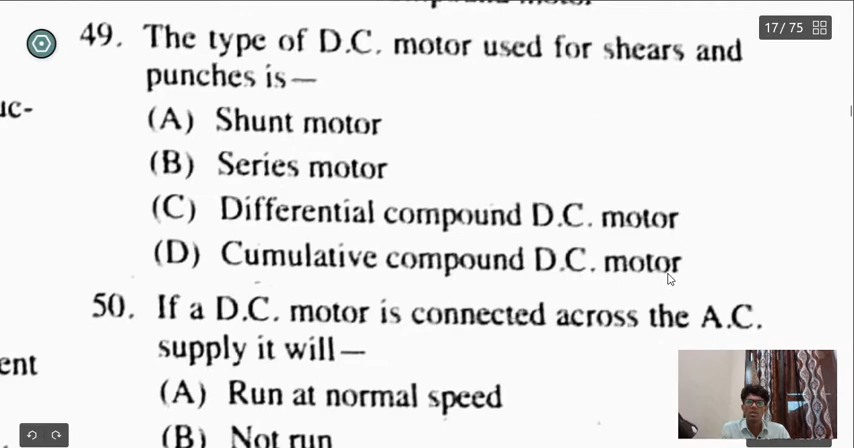 17/75
49. The type of D.C. motor used for shears and
punches is—
(A) Shunt motor
(B) Series motor
(C) Differential compound D.C. motor
(D) Cumulative compound D.C. motor
50. If a D.C. motor is connected across the A.C.
supply it will—
(A) Run at normal speed
(B) Not run
uc-
ent